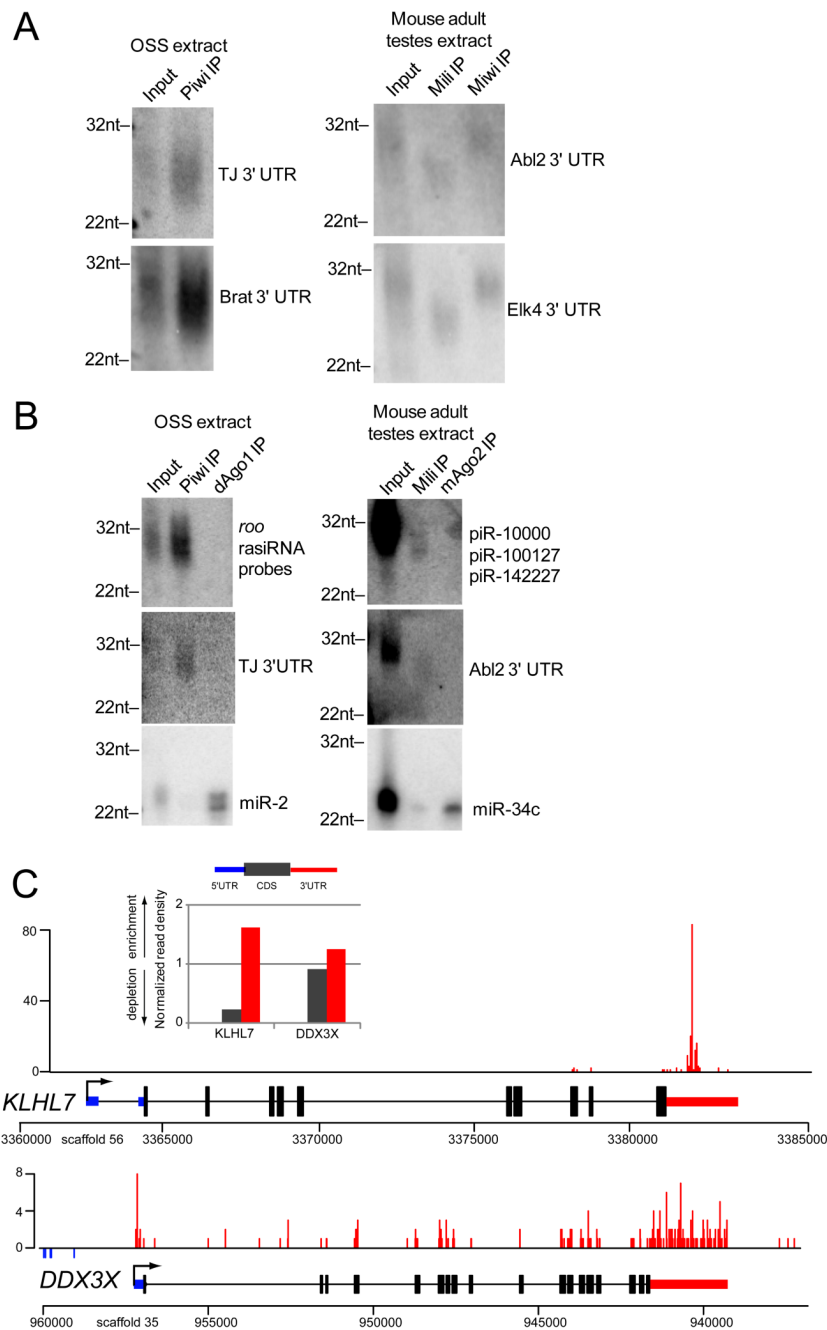 A
OSS extract
Input
Piwi IP
32nt–
22nt–
TJ 3' UTR
32nt–
22nt–
Brat 3' UTR
Mouse adult
testes extract
Input
Mili IP
Miwi IP
32nt–
22nt–
Abl2 3' UTR
32nt–
22nt–
Elk4 3' UTR
B
OSS extract
Input
Piwi IP
dAgo1 IP
32nt–
22nt–
roo
rasiRNA
probes
32nt–
22nt–
TJ 3'UTR
32nt–
22nt–
miR-2
Mouse adult
testes extract
Input
Mili IP
mAgo2 IP
32nt–
22nt–
piR-10000
piR-100127
piR-142227
32nt–
22nt–
Abl2 3' UTR
32nt–
22nt–
miR-34c
C
5'UTR CDS 3'UTR
depletion enrichment
Normalized read density
2
1
0
KLHL7 DDX3X
80
40
0
KLHL7
3360000 scaffold 56 3365000 3370000 3375000 3380000 3385000
8
4
0
DDX3X
960000 scaffold 35 955000 950000 945000 940000